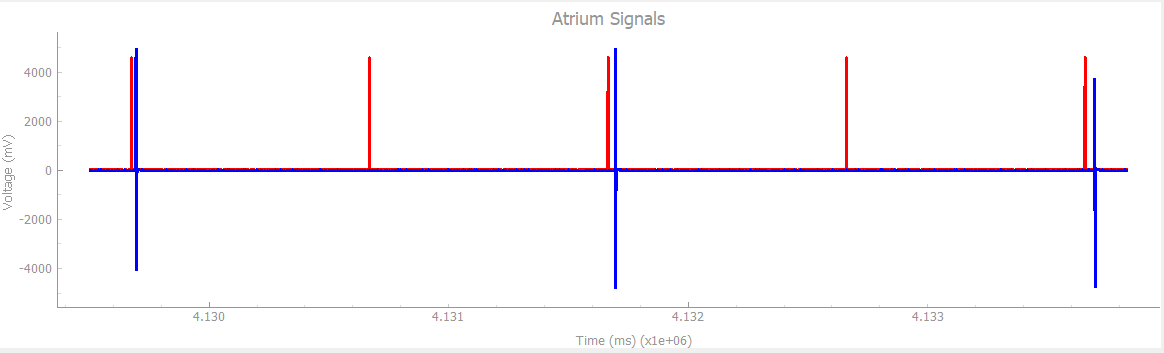 Atrium Signals
Voltage (mV)
4000
2000
0
-2000
-4000
4.130 4.131 4.132 4.133
Time (ms) (x1e+06)